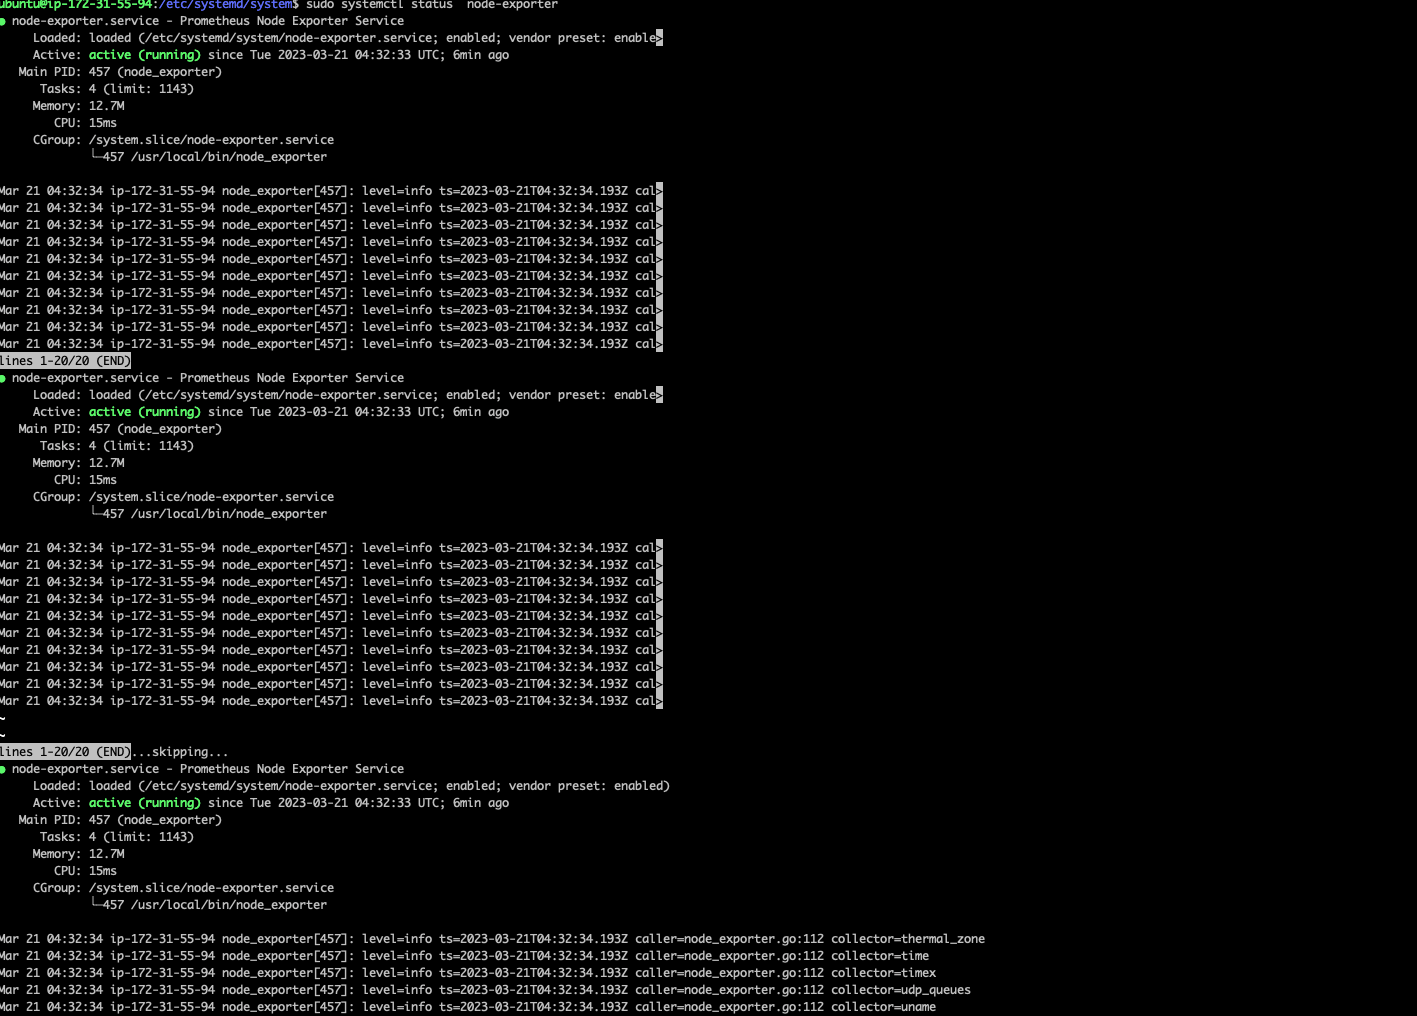 ubuntu@ip-172-31-55-94:/etc/systemd/system$ sudo systemctl status  node-exporter
● node-exporter.service - Prometheus Node Exporter Service
     Loaded: loaded (/etc/systemd/system/node-exporter.service; enabled; vendor preset: enable>
     Active: active (running) since Tue 2023-03-21 04:32:33 UTC; 6min ago
   Main PID: 457 (node_exporter)
      Tasks: 4 (limit: 1143)
     Memory: 12.7M
        CPU: 15ms
     CGroup: /system.slice/node-exporter.service
             └─457 /usr/local/bin/node_exporter

Mar 21 04:32:34 ip-172-31-55-94 node_exporter[457]: level=info ts=2023-03-21T04:32:34.193Z cal>
Mar 21 04:32:34 ip-172-31-55-94 node_exporter[457]: level=info ts=2023-03-21T04:32:34.193Z cal>
Mar 21 04:32:34 ip-172-31-55-94 node_exporter[457]: level=info ts=2023-03-21T04:32:34.193Z cal>
Mar 21 04:32:34 ip-172-31-55-94 node_exporter[457]: level=info ts=2023-03-21T04:32:34.193Z cal>
Mar 21 04:32:34 ip-172-31-55-94 node_exporter[457]: level=info ts=2023-03-21T04:32:34.193Z cal>
Mar 21 04:32:34 ip-172-31-55-94 node_exporter[457]: level=info ts=2023-03-21T04:32:34.193Z cal>
Mar 21 04:32:34 ip-172-31-55-94 node_exporter[457]: level=info ts=2023-03-21T04:32:34.193Z cal>
Mar 21 04:32:34 ip-172-31-55-94 node_exporter[457]: level=info ts=2023-03-21T04:32:34.193Z cal>
Mar 21 04:32:34 ip-172-31-55-94 node_exporter[457]: level=info ts=2023-03-21T04:32:34.193Z cal>
Mar 21 04:32:34 ip-172-31-55-94 node_exporter[457]: level=info ts=2023-03-21T04:32:34.193Z cal>
lines 1-20/20 (END)
● node-exporter.service - Prometheus Node Exporter Service
     Loaded: loaded (/etc/systemd/system/node-exporter.service; enabled; vendor preset: enable>
     Active: active (running) since Tue 2023-03-21 04:32:33 UTC; 6min ago
   Main PID: 457 (node_exporter)
      Tasks: 4 (limit: 1143)
     Memory: 12.7M
        CPU: 15ms
     CGroup: /system.slice/node-exporter.service
             └─457 /usr/local/bin/node_exporter

Mar 21 04:32:34 ip-172-31-55-94 node_exporter[457]: level=info ts=2023-03-21T04:32:34.193Z cal>
Mar 21 04:32:34 ip-172-31-55-94 node_exporter[457]: level=info ts=2023-03-21T04:32:34.193Z cal>
Mar 21 04:32:34 ip-172-31-55-94 node_exporter[457]: level=info ts=2023-03-21T04:32:34.193Z cal>
Mar 21 04:32:34 ip-172-31-55-94 node_exporter[457]: level=info ts=2023-03-21T04:32:34.193Z cal>
Mar 21 04:32:34 ip-172-31-55-94 node_exporter[457]: level=info ts=2023-03-21T04:32:34.193Z cal>
Mar 21 04:32:34 ip-172-31-55-94 node_exporter[457]: level=info ts=2023-03-21T04:32:34.193Z cal>
Mar 21 04:32:34 ip-172-31-55-94 node_exporter[457]: level=info ts=2023-03-21T04:32:34.193Z cal>
Mar 21 04:32:34 ip-172-31-55-94 node_exporter[457]: level=info ts=2023-03-21T04:32:34.193Z cal>
Mar 21 04:32:34 ip-172-31-55-94 node_exporter[457]: level=info ts=2023-03-21T04:32:34.193Z cal>
Mar 21 04:32:34 ip-172-31-55-94 node_exporter[457]: level=info ts=2023-03-21T04:32:34.193Z cal>
~
~
lines 1-20/20 (END)...skipping...
● node-exporter.service - Prometheus Node Exporter Service
     Loaded: loaded (/etc/systemd/system/node-exporter.service; enabled; vendor preset: enabled)
     Active: active (running) since Tue 2023-03-21 04:32:33 UTC; 6min ago
   Main PID: 457 (node_exporter)
      Tasks: 4 (limit: 1143)
     Memory: 12.7M
        CPU: 15ms
     CGroup: /system.slice/node-exporter.service
             └─457 /usr/local/bin/node_exporter

Mar 21 04:32:34 ip-172-31-55-94 node_exporter[457]: level=info ts=2023-03-21T04:32:34.193Z caller=node_exporter.go:112 collector=thermal_zone
Mar 21 04:32:34 ip-172-31-55-94 node_exporter[457]: level=info ts=2023-03-21T04:32:34.193Z caller=node_exporter.go:112 collector=time
Mar 21 04:32:34 ip-172-31-55-94 node_exporter[457]: level=info ts=2023-03-21T04:32:34.193Z caller=node_exporter.go:112 collector=timex
Mar 21 04:32:34 ip-172-31-55-94 node_exporter[457]: level=info ts=2023-03-21T04:32:34.193Z caller=node_exporter.go:112 collector=udp_queues
Mar 21 04:32:34 ip-172-31-55-94 node_exporter[457]: level=info ts=2023-03-21T04:32:34.193Z caller=node_exporter.go:112 collector=uname